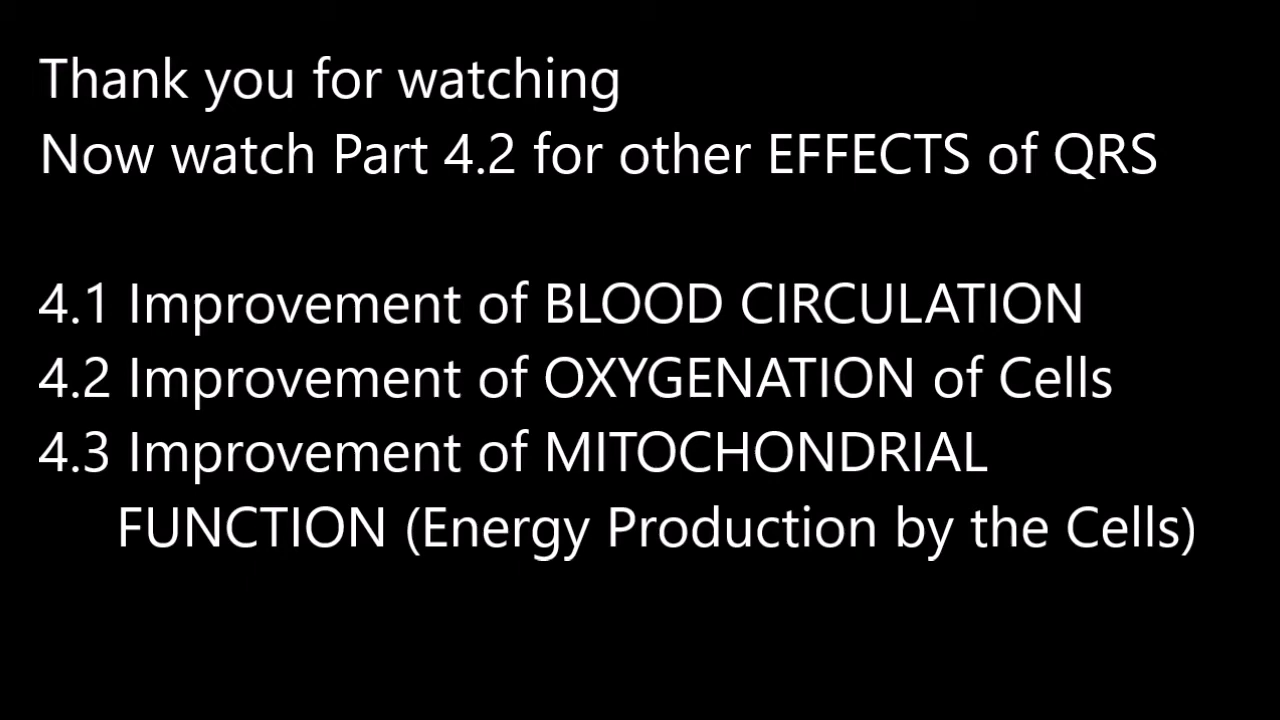 Thank you for watching
Now watch Part 4.2 for other EFFECTS of QRS
4.1 Improvement of BLOOD CIRCULATION
4.2 Improvement of OXYGENATION of Cells
4.3 Improvement of MITOCHONDRIAL
FUNCTION (Energy Production by the Cells)